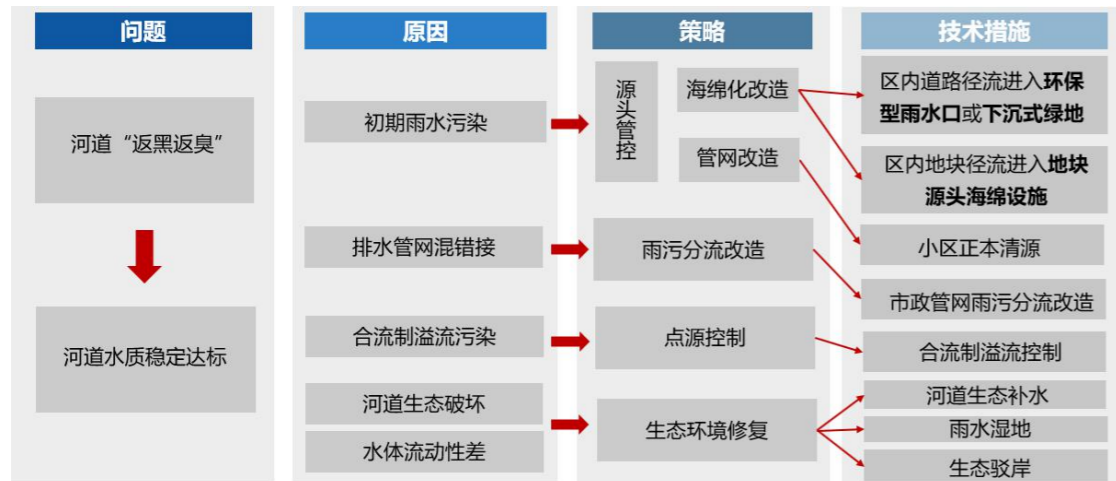 问题
河道“返黑返臭”
河道水质稳定达标
原因
初期雨水污染
排水管网混错接
合流制溢流污染
河道生态破坏
水体流动性差
策略
源头管控
海绵化改造
管网改造
雨污分流改造
点源控制
生态环境修复
技术措施
区内道路径流进入环保
型雨水口或下沉式绿地
区内地块径流进入地块
源头海绵设施
小区正本清源
市政管网雨污分流改造
合流制溢流控制
河道生态补水
雨水湿地
生态驳岸